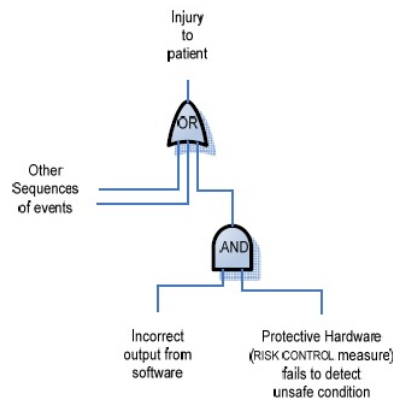 Injury
to
patient
OR
Other
Sequences
of events
AND
Incorrect
output from
software
Protective Hardware
(RISK CONTROL measure)
fails to detect
unsafe condition